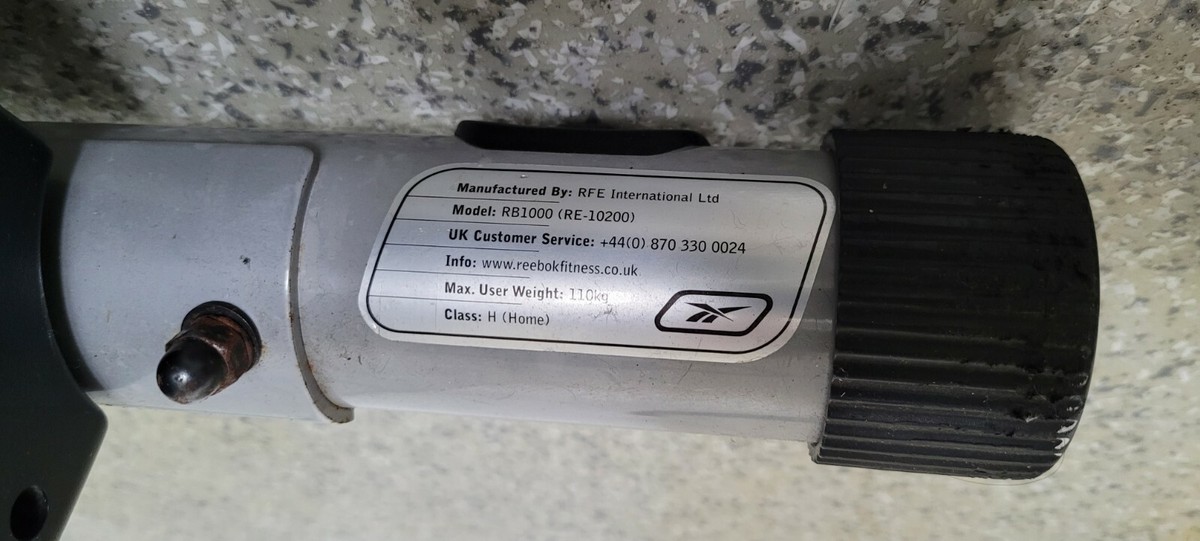 Manufactured By: RFE International Ltd
Model: RB1000 (RE-10200)
UK Customer Service: +44(0) 870 330 0024
Info: www.reebokfitness.co.uk
Max. User Weight: 110kg
Class: H (Home)